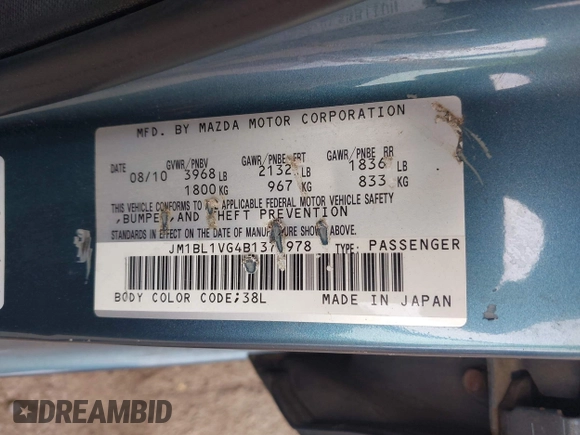 MFD. BY MAZDA MOTOR CORPORATION
DATE GVWR/PNBV GAWR/PNBE FRT GAWR/PNBE RR
08/10 3968 LB 2132 LB 1836 LB
1800 KG 967 KG 833 KG
THIS VEHICLE CONFORMS TO APPLICABLE FEDERAL MOTOR VEHICLE SAFETY
,BUMPER, AND THEFT PREVENTION
STANDARDS IN EFFECT ON THE DATE OF MANUFACTURE SHOWN ABOVE.
TYPE: PASSENGER
BODY COLOR CODE;38L MADE IN JAPAN
DREAMBID